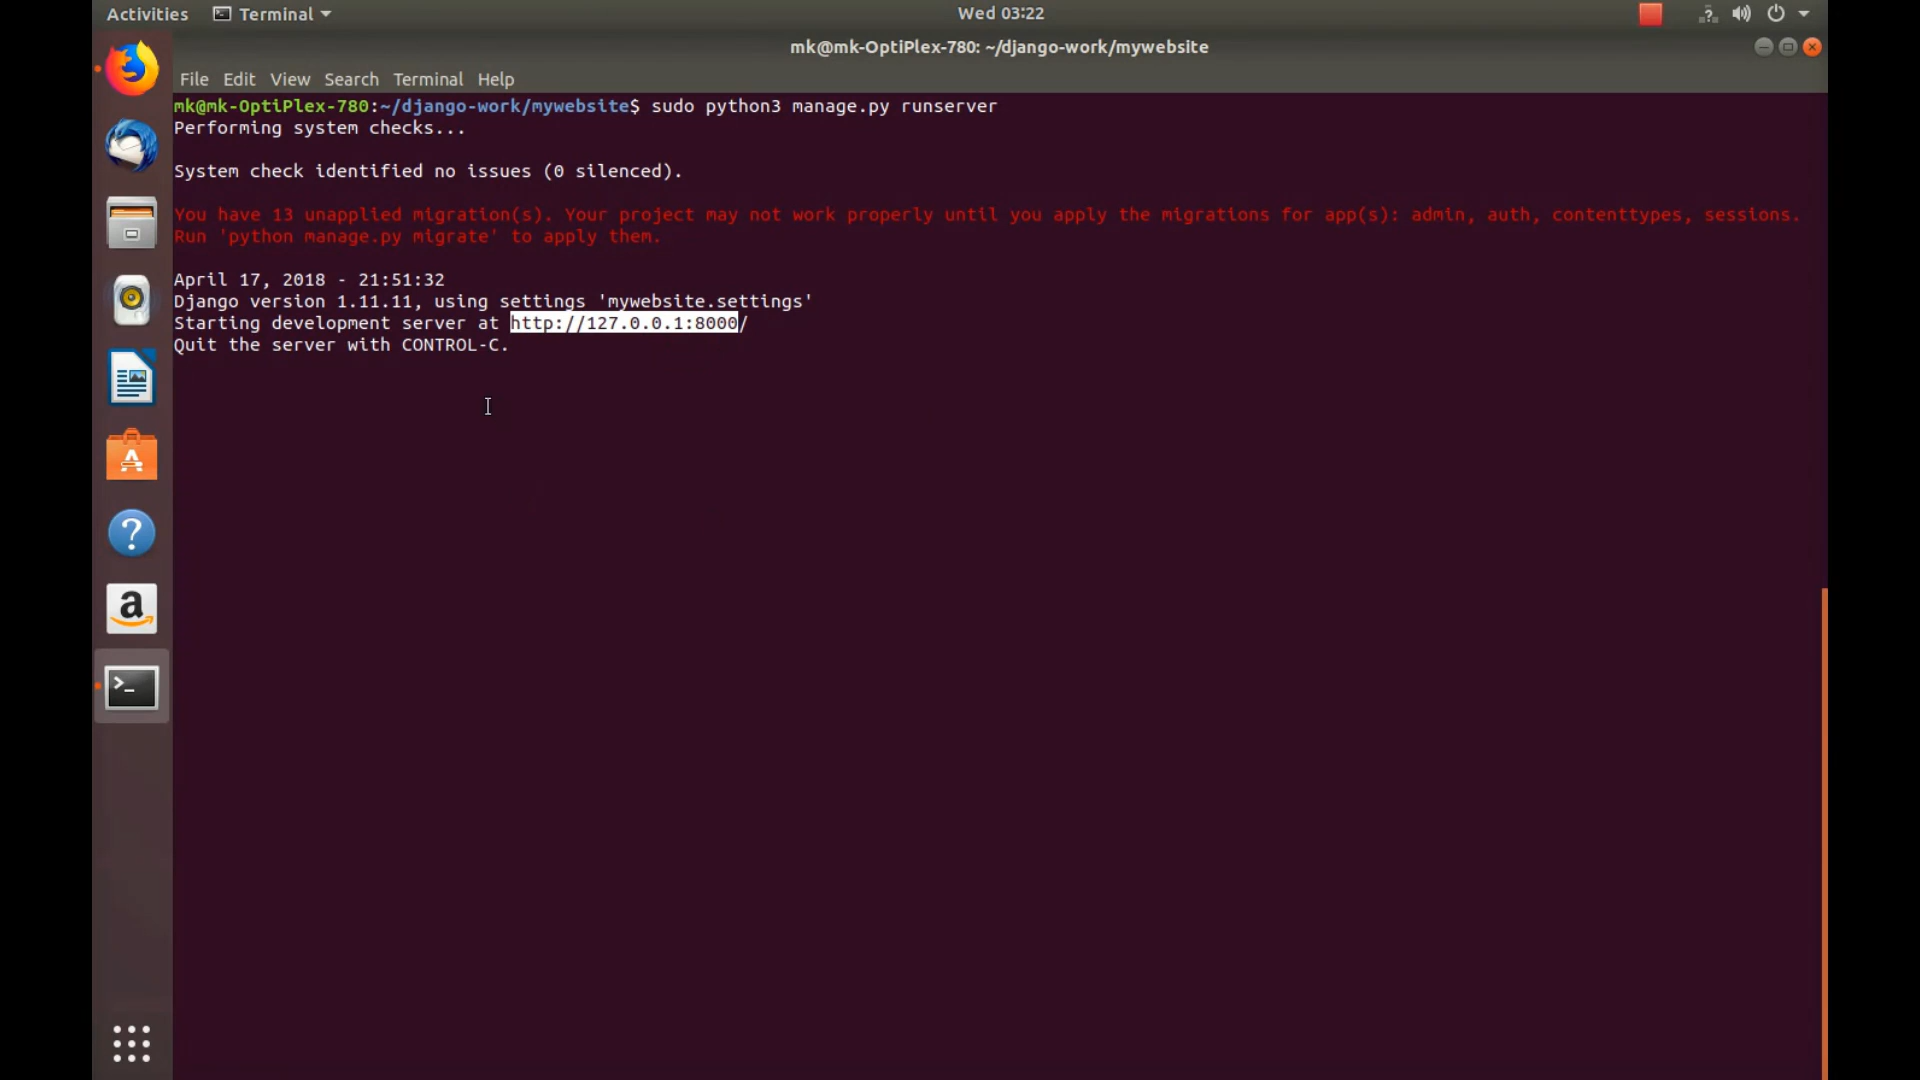 Activities Terminal Wed 03:22
mk@mk-OptiPlex-780: ~/django-work/mywebsite
File Edit View Search Terminal Help
mk@mk-OptiPlex-780:~/django-work/mywebsite$ sudo python3 manage.py runserver
Performing system checks...
System check identified no issues (0 silenced).
You have 13 unapplied migration(s). Your project may not work properly until you apply the migrations for app(s): admin, auth, contenttypes, sessions.
Run 'python manage.py migrate' to apply them.
April 17, 2018 - 21:51:32
Django version 1.11.11, using settings 'mywebsite.settings'
Starting development server at http://127.0.0.1:8000/
Quit the server with CONTROL-C.